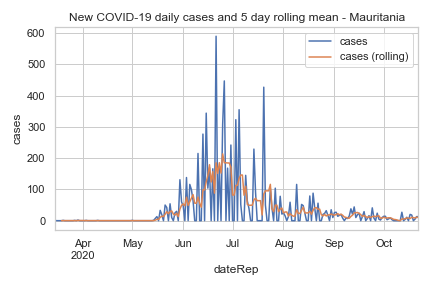 New COVID-19 daily cases and 5 day rolling mean - Mauritania
cases
cases (rolling)
600
500
400
300
200
100
0
cases
Apr
2020
May
Jun
Jul
Aug
Sep
Oct
dateRep